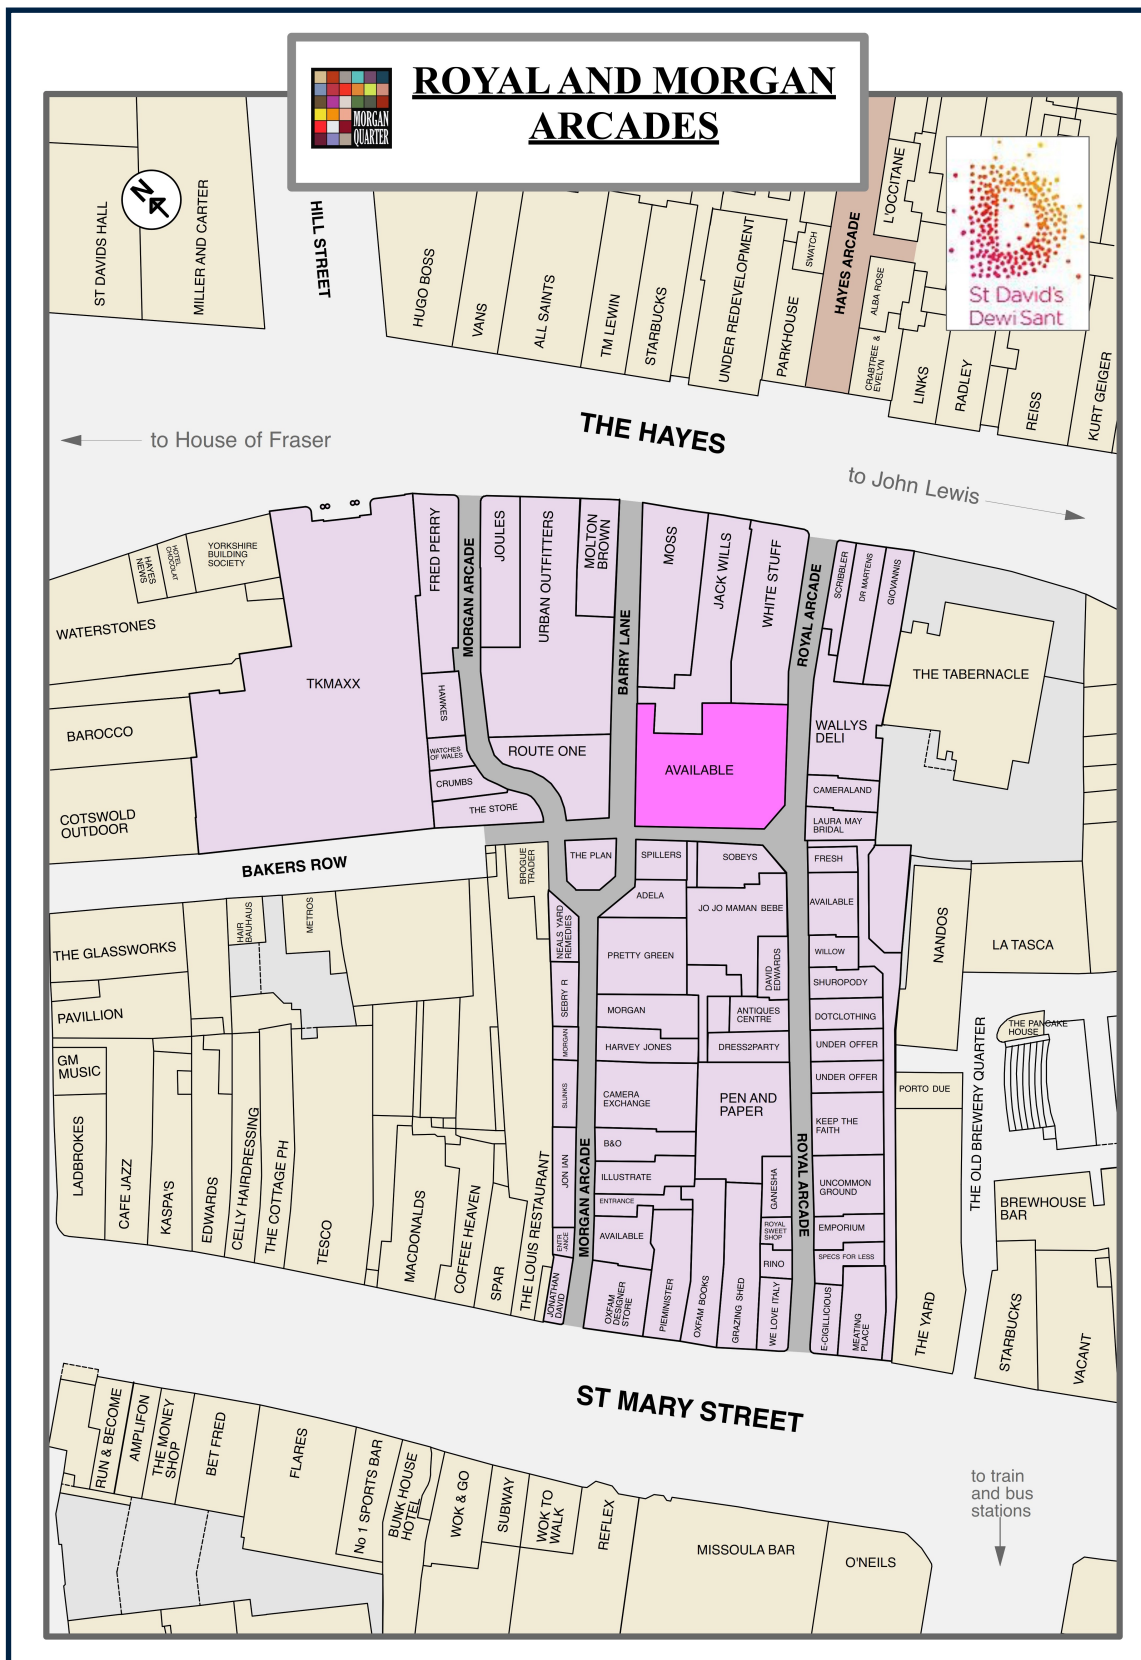 ROYAL AND MORGAN
ARCADES
MORGAN
QUARTER
N
ST DAVIDS HALL
MILLER AND CARTER
HILL STREET
HUGO BOSS
VANS
ALL SAINTS
TM LEWIN
STARBUCKS
UNDER REDEVELOPMENT
PARKHOUSE
SWATCH
HAYES ARCADE
L'OCCITANE
ALBA ROSE
CRABTREE &
EVELYN
LINKS
RADLEY
REISS
KURT GEIGER
St David's
Dewi Sant
THE HAYES
to House of Fraser
to John Lewis
HAYES
NEWS
HOTEL
CHOCOLAT
YORKSHIRE
BUILDING
SOCIETY
WATERSTONES
BAROCCO
COTSWOLD
OUTDOOR
TKMAXX
8
8
FRED PERRY
MORGAN ARCADE
JOULES
URBAN OUTFITTERS
MOLTON
BROWN
BARRY LANE
MOSS
JACK WILLS
WHITE STUFF
ROYAL ARCADE
SCRIBBLER
DR MARTENS
GIOVANNIS
THE TABERNACLE
HAWKES
WATCHES
OF WALES
CRUMBS
THE STORE
ROUTE ONE
AVAILABLE
WALLYS
DELI
CAMERALAND
LAURA MAY
BRIDAL
BAKERS ROW
BROGUE
TRADER
THE PLAN
SPILLERS
SOBEYS
FRESH
ADELA
JO JO MAMAN BEBE
AVAILABLE
NEALS YARD
REMEDIES
PRETTY GREEN
DAVID
EDWARDS
WILLOW
SHUROPODY
NANDOS
LA TASCA
THE GLASSWORKS
HAIR
BAUHAUS
METROS
PAVILLION
GM
MUSIC
SEBRY R
MORGAN
ANTIQUES
CENTRE
DOTCLOTHING
MORGAN
HARVEY JONES
DRESS2PARTY
UNDER OFFER
THE PANCAKE
HOUSE
THE OLD BREWERY QUARTER
SLUNKS
CAMERA
EXCHANGE
PEN AND
PAPER
UNDER OFFER
PORTO DUE
KEEP THE
FAITH
B&O
JON IAN
MORGAN ARCADE
ILLUSTRATE
ENTRANCE
GANESHA
ROYAL ARCADE
UNCOMMON
GROUND
BREWHOUSE
BAR
LADBROKES
CAFE JAZZ
KASPA'S
EDWARDS
CELLY HAIRDRESSING
THE COTTAGE PH
TESCO
MACDONALDS
COFFEE HEAVEN
SPAR
THE LOUIS RESTAURANT
ENTR
-ANCE
JONATHAN
DAVID
AVAILABLE
OXFAM
DESIGNER
STORE
PIEMINISTER
OXFAM BOOKS
GRAZING SHED
ROYAL
SWEET
SHOP
RINO
WE LOVE ITALY
EMPORIUM
SPECS FOR LESS
E-CIGILLICIOUS
MEATING
PLACE
THE YARD
STARBUCKS
VACANT
ST MARY STREET
RUN & BECOME
AMPLIFON
THE MONEY
SHOP
BET FRED
FLARES
No 1 SPORTS BAR
BUNK HOUSE
HOTEL
WOK & GO
SUBWAY
WOK TO
WALK
REFLEX
MISSOULA BAR
O'NEILS
to train
and bus
stations